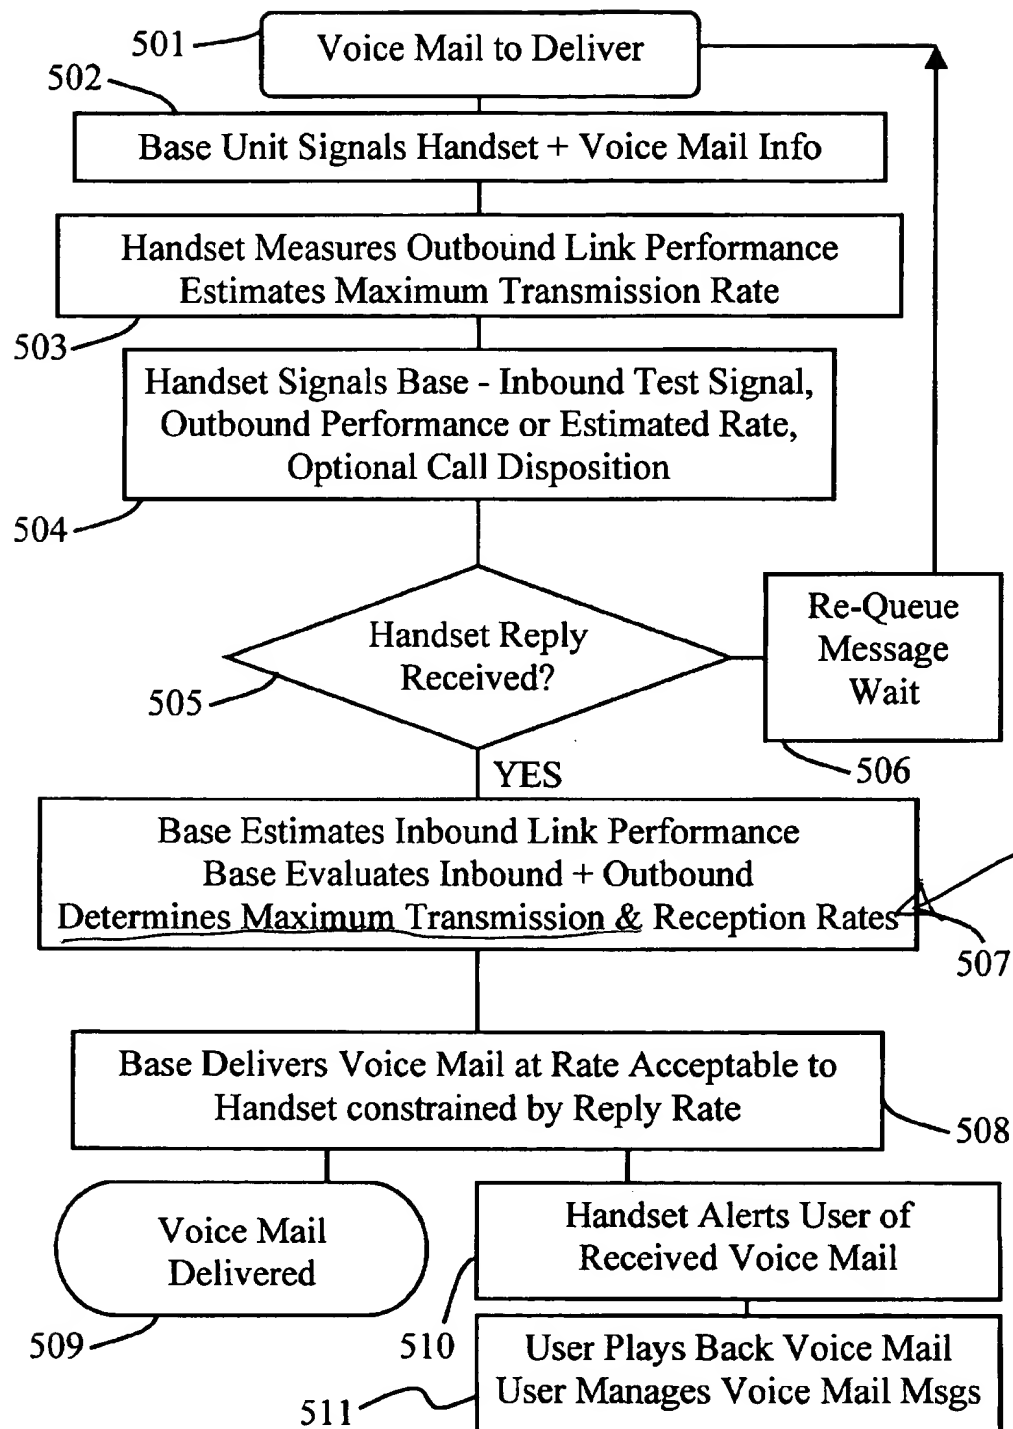 501
Voice Mail to Deliver
502
Base Unit Signals Handset + Voice Mail Info
Handset Measures Outbound Link Performance
Estimates Maximum Transmission Rate
503
Handset Signals Base - Inbound Test Signal,
Outbound Performance or Estimated Rate,
Optional Call Disposition
504
Handset Reply
Received?
505
Re-Queue
Message
Wait
506
YES
Base Estimates Inbound Link Performance
Base Evaluates Inbound + Outbound
Determines Maximum Transmission & Reception Rates
507
Base Delivers Voice Mail at Rate Acceptable to
Handset constrained by Reply Rate
508
Voice Mail
Delivered
509
Handset Alerts User of
Received Voice Mail
510
User Plays Back Voice Mail
User Manages Voice Mail Msgs
511